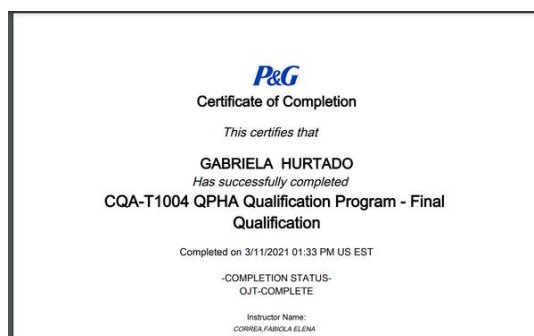 P&G
Certificate of Completion
This certifies that
GABRIELA HURTADO
Has successfully completed
CQA-T1004 QPHA Qualification Program - Final
Qualification
Completed on 3/11/2021 01:33 PM US EST
-COMPLETION STATUS-
OJT-COMPLETE
Instructor Name:
CORREA,FABIOLA ELENA